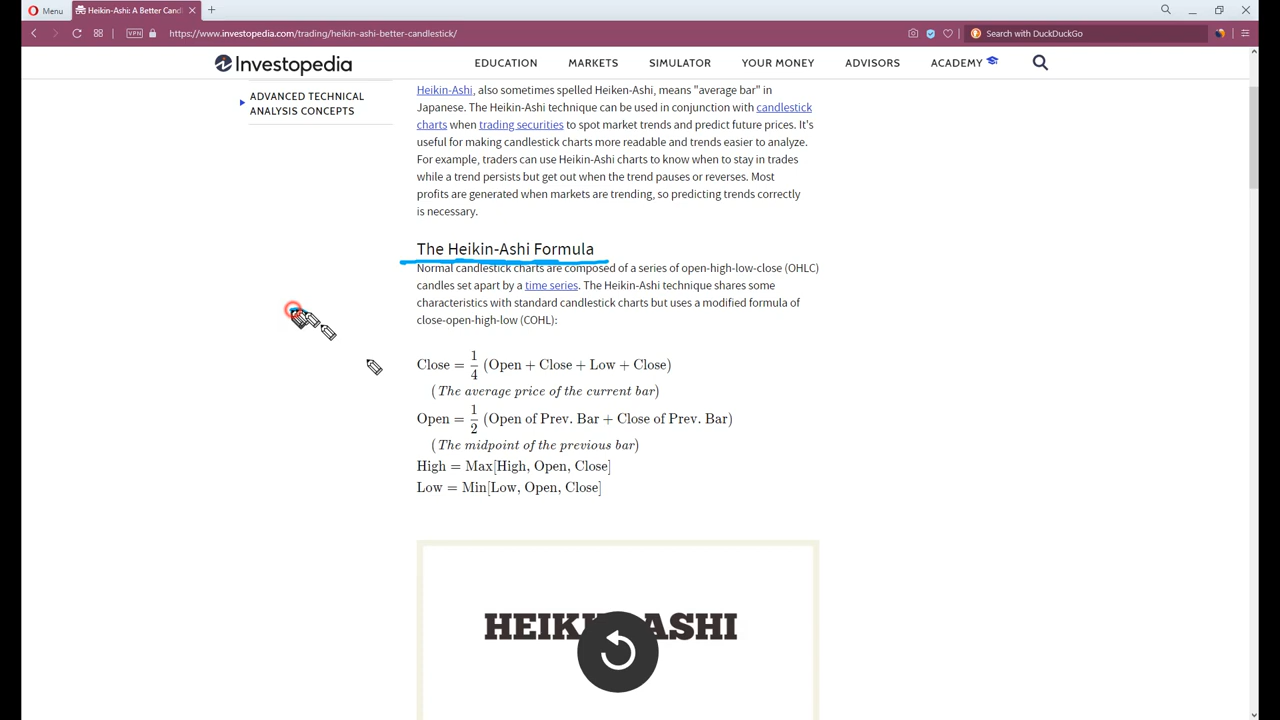 Menu
Heikin-Ashi: A Better Cand
VPN
https://www.investopedia.com/trading/heikin-ashi-better-candlestick/
Search with DuckDuckGo
Investopedia
EDUCATION
MARKETS
SIMULATOR
YOUR MONEY
ADVISORS
ACADEMY
ADVANCED TECHNICAL
ANALYSIS CONCEPTS
Heikin-Ashi, also sometimes spelled Heiken-Ashi, means "average bar" in
Japanese. The Heikin-Ashi technique can be used in conjunction with candlestick
charts when trading securities to spot market trends and predict future prices. It's
useful for making candlestick charts more readable and trends easier to analyze.
For example, traders can use Heikin-Ashi charts to know when to stay in trades
while a trend persists but get out when the trend pauses or reverses. Most
profits are generated when markets are trending, so predicting trends correctly
is necessary.
The Heikin-Ashi Formula
Normal candlestick charts are composed of a series of open-high-low-close (OHLC)
candles set apart by a time series. The Heikin-Ashi technique shares some
characteristics with standard candlestick charts but uses a modified formula of
close-open-high-low (COHL):
Close = 1/4 (Open + Close + Low + Close)
(The average price of the current bar)
Open = 1/2 (Open of Prev. Bar + Close of Prev. Bar)
(The midpoint of the previous bar)
High = Max[High, Open, Close]
Low = Min[Low, Open, Close]